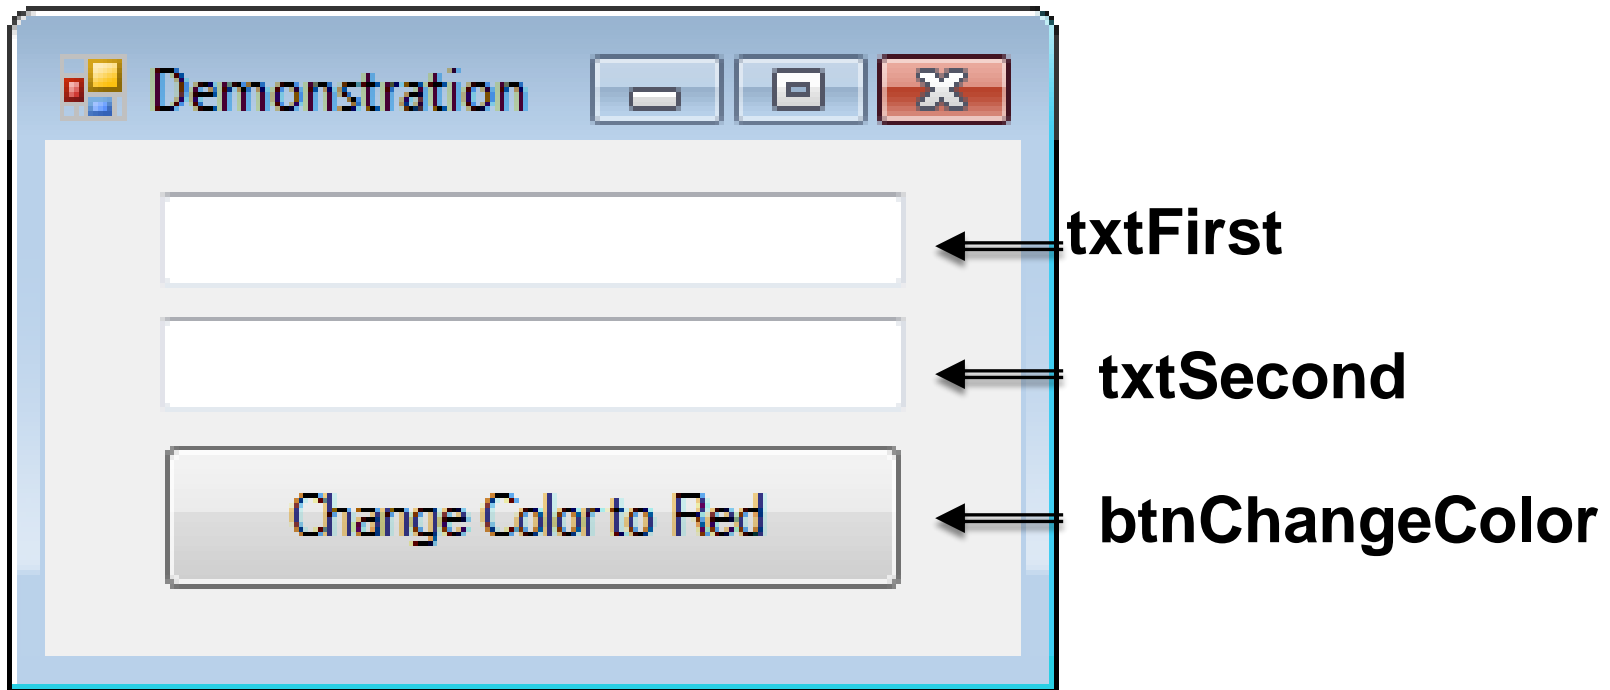 Demonstration
txtFirst
txtSecond
Change Color to Red
btnChangeColor